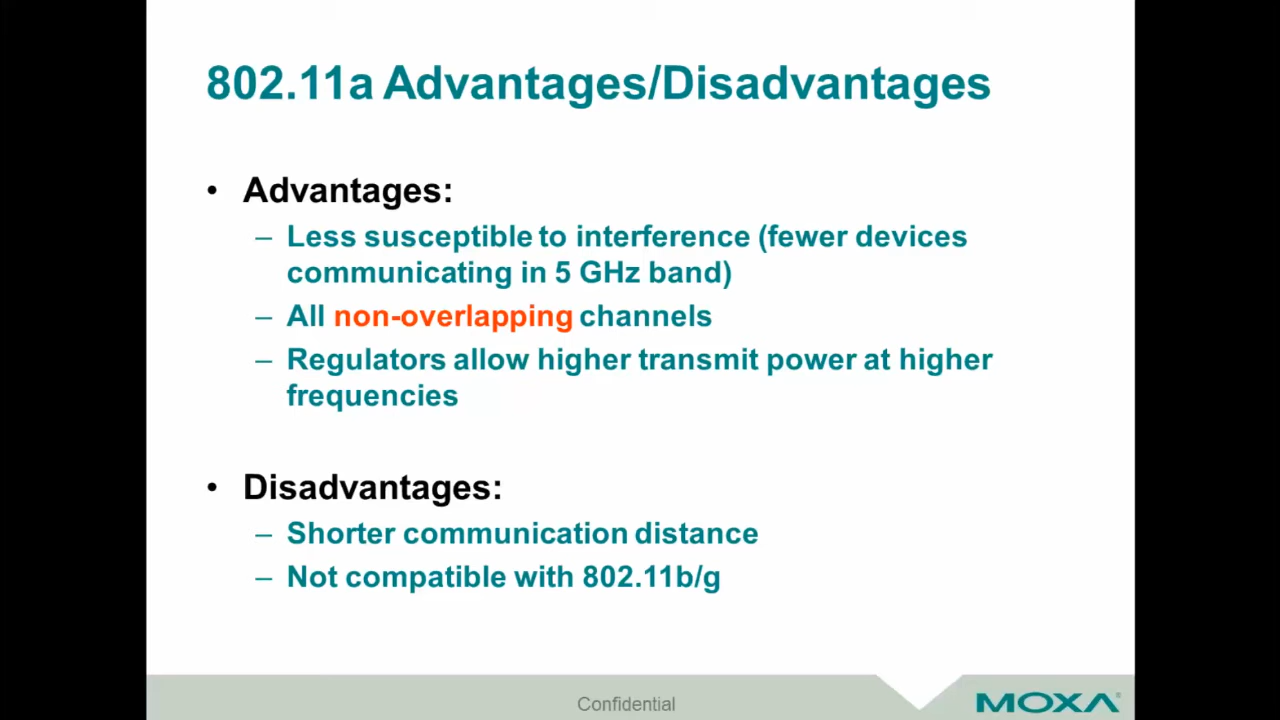 802.11a Advantages/Disadvantages
• Advantages:
– Less susceptible to interference (fewer devices
communicating in 5 GHz band)
– All non-overlapping channels
– Regulators allow higher transmit power at higher
frequencies
• Disadvantages:
– Shorter communication distance
– Not compatible with 802.11b/g
Confidential
MOXA®